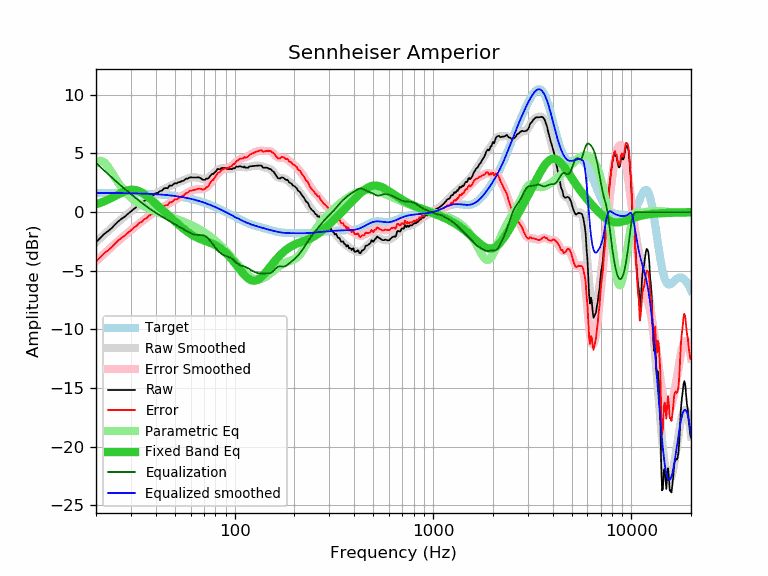 Sennheiser Amperior
10
5
0
−5
−10
−15
−20
−25
Amplitude (dBr)
Target
Raw Smoothed
Error Smoothed
Raw
Error
Parametric Eq
Fixed Band Eq
Equalization
Equalized smoothed
100 1000 10000
Frequency (Hz)